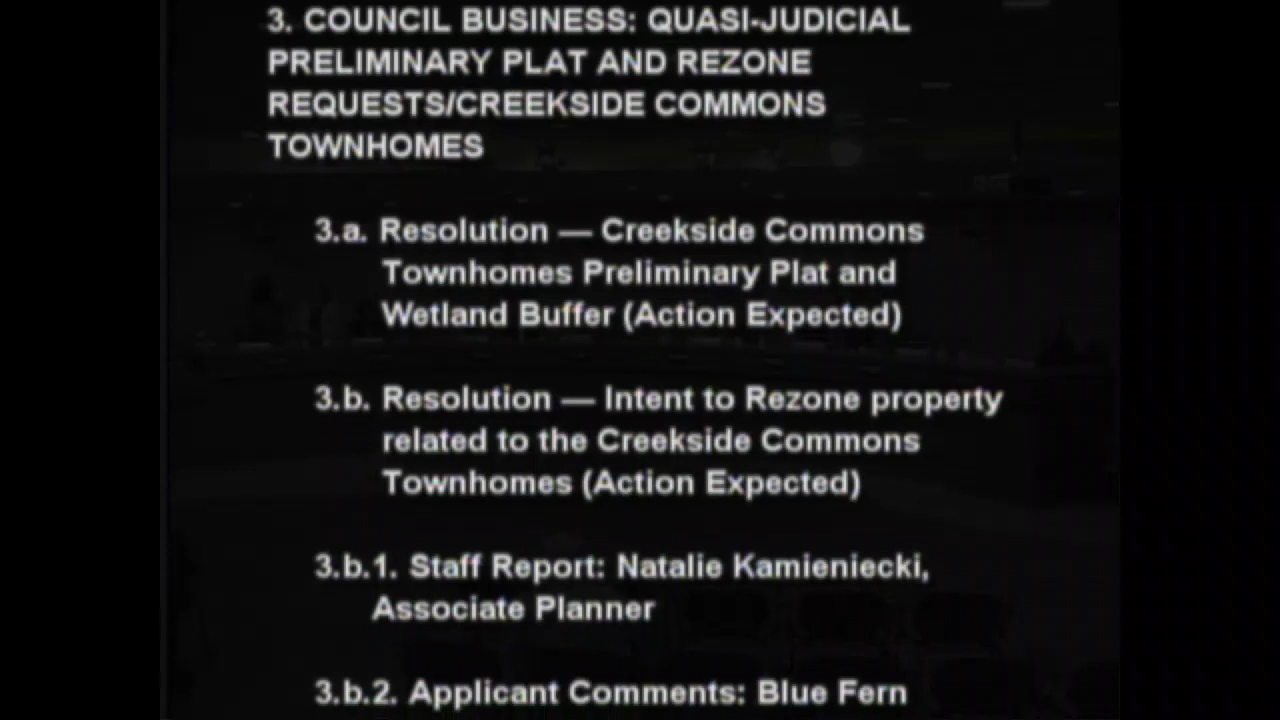 3. COUNCIL BUSINESS: QUASI-JUDICIAL
PRELIMINARY PLAT AND REZONE
REQUESTS/CREEKSIDE COMMONS
TOWNHOMES
3.a. Resolution — Creekside Commons
Townhomes Preliminary Plat and
Wetland Buffer (Action Expected)
3.b. Resolution — Intent to Rezone property
related to the Creekside Commons
Townhomes (Action Expected)
3.b.1. Staff Report: Natalie Kamieniecki,
Associate Planner
3.b.2. Applicant Comments: Blue Fern